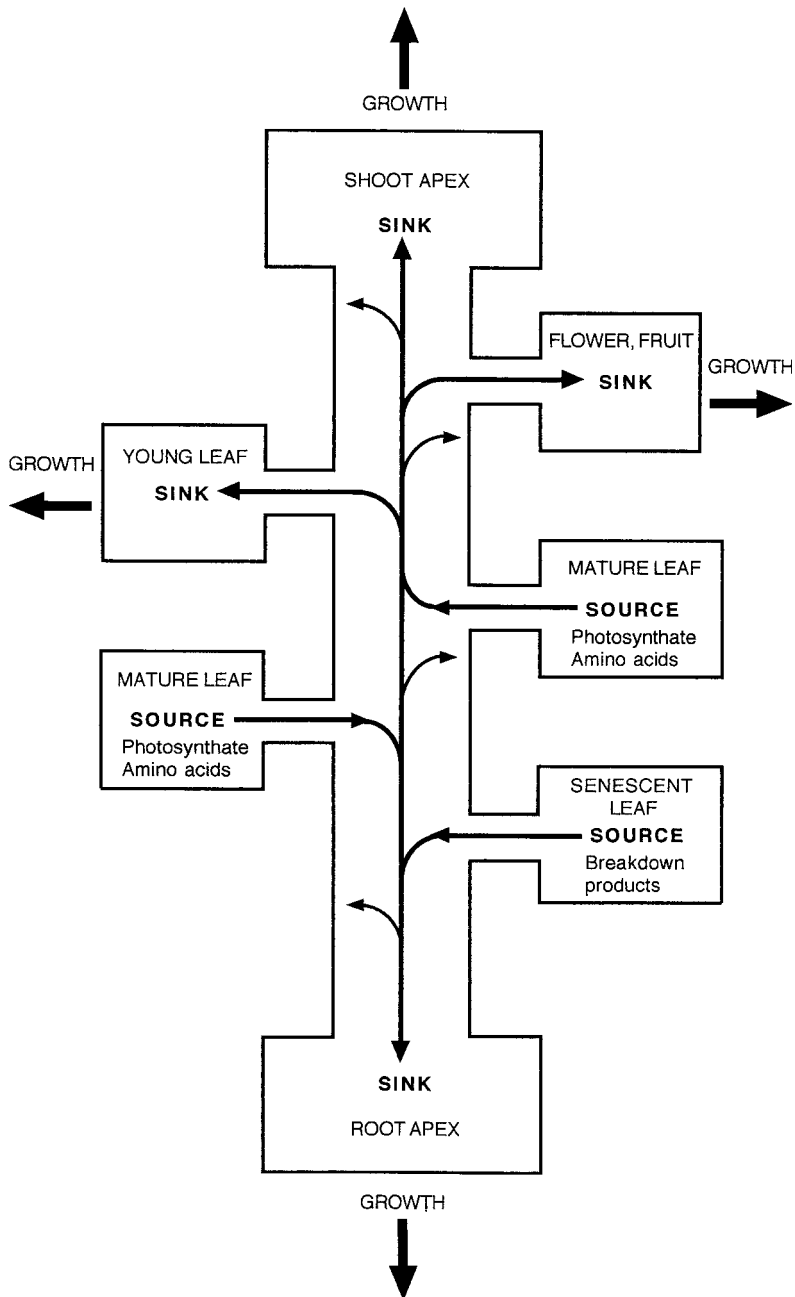 GROWTH
SHOOT APEX
SINK
FLOWER, FRUIT
SINK
GROWTH
YOUNG LEAF
SINK
GROWTH
MATURE LEAF
SOURCE
Photosynthate
Amino acids
MATURE LEAF
SOURCE
Photosynthate
Amino acids
SENESCENT
LEAF
SOURCE
Breakdown
products
SINK
ROOT APEX
GROWTH